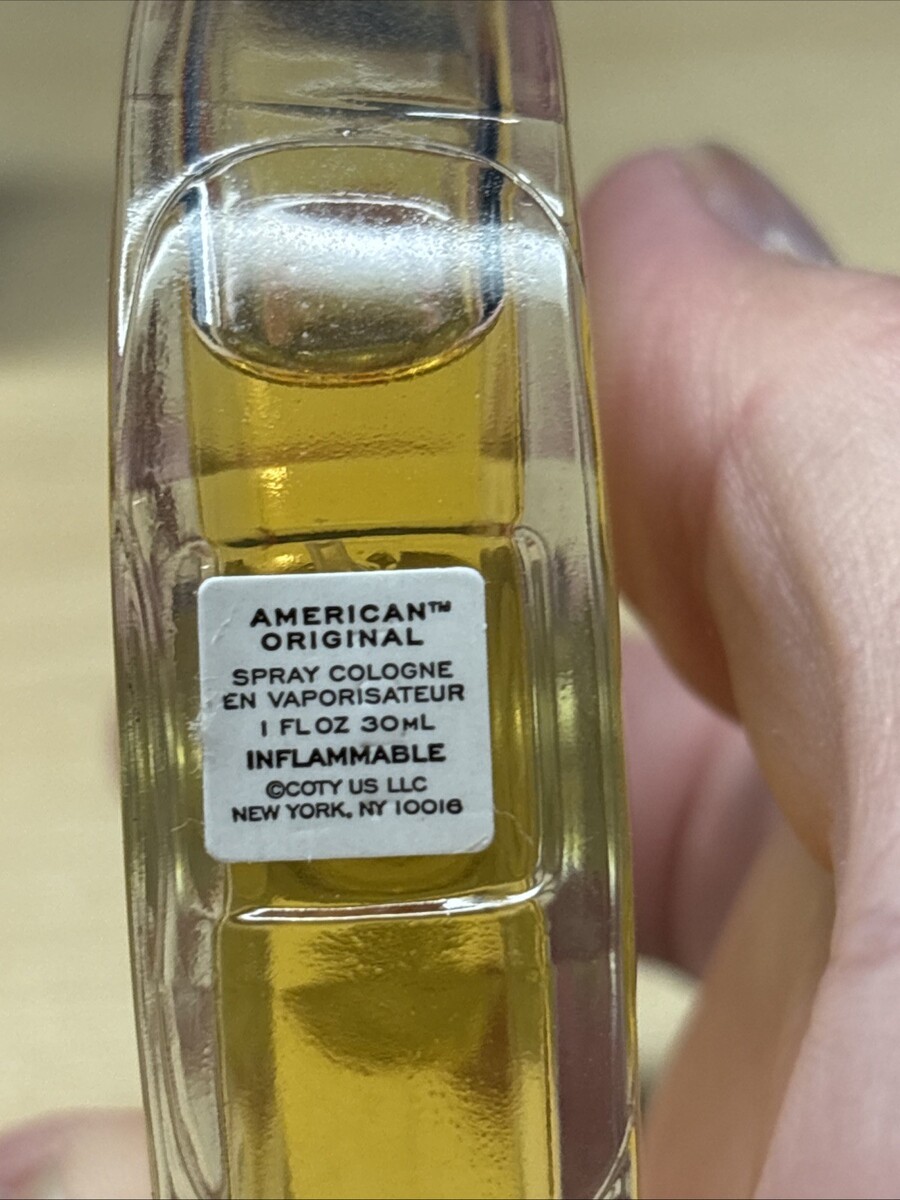 AMERICAN™
ORIGINAL
SPRAY COLOGNE
EN VAPORISATEUR
1 FL OZ 30ML
INFLAMMABLE
©COTY US LLC
NEW YORK, NY 10016